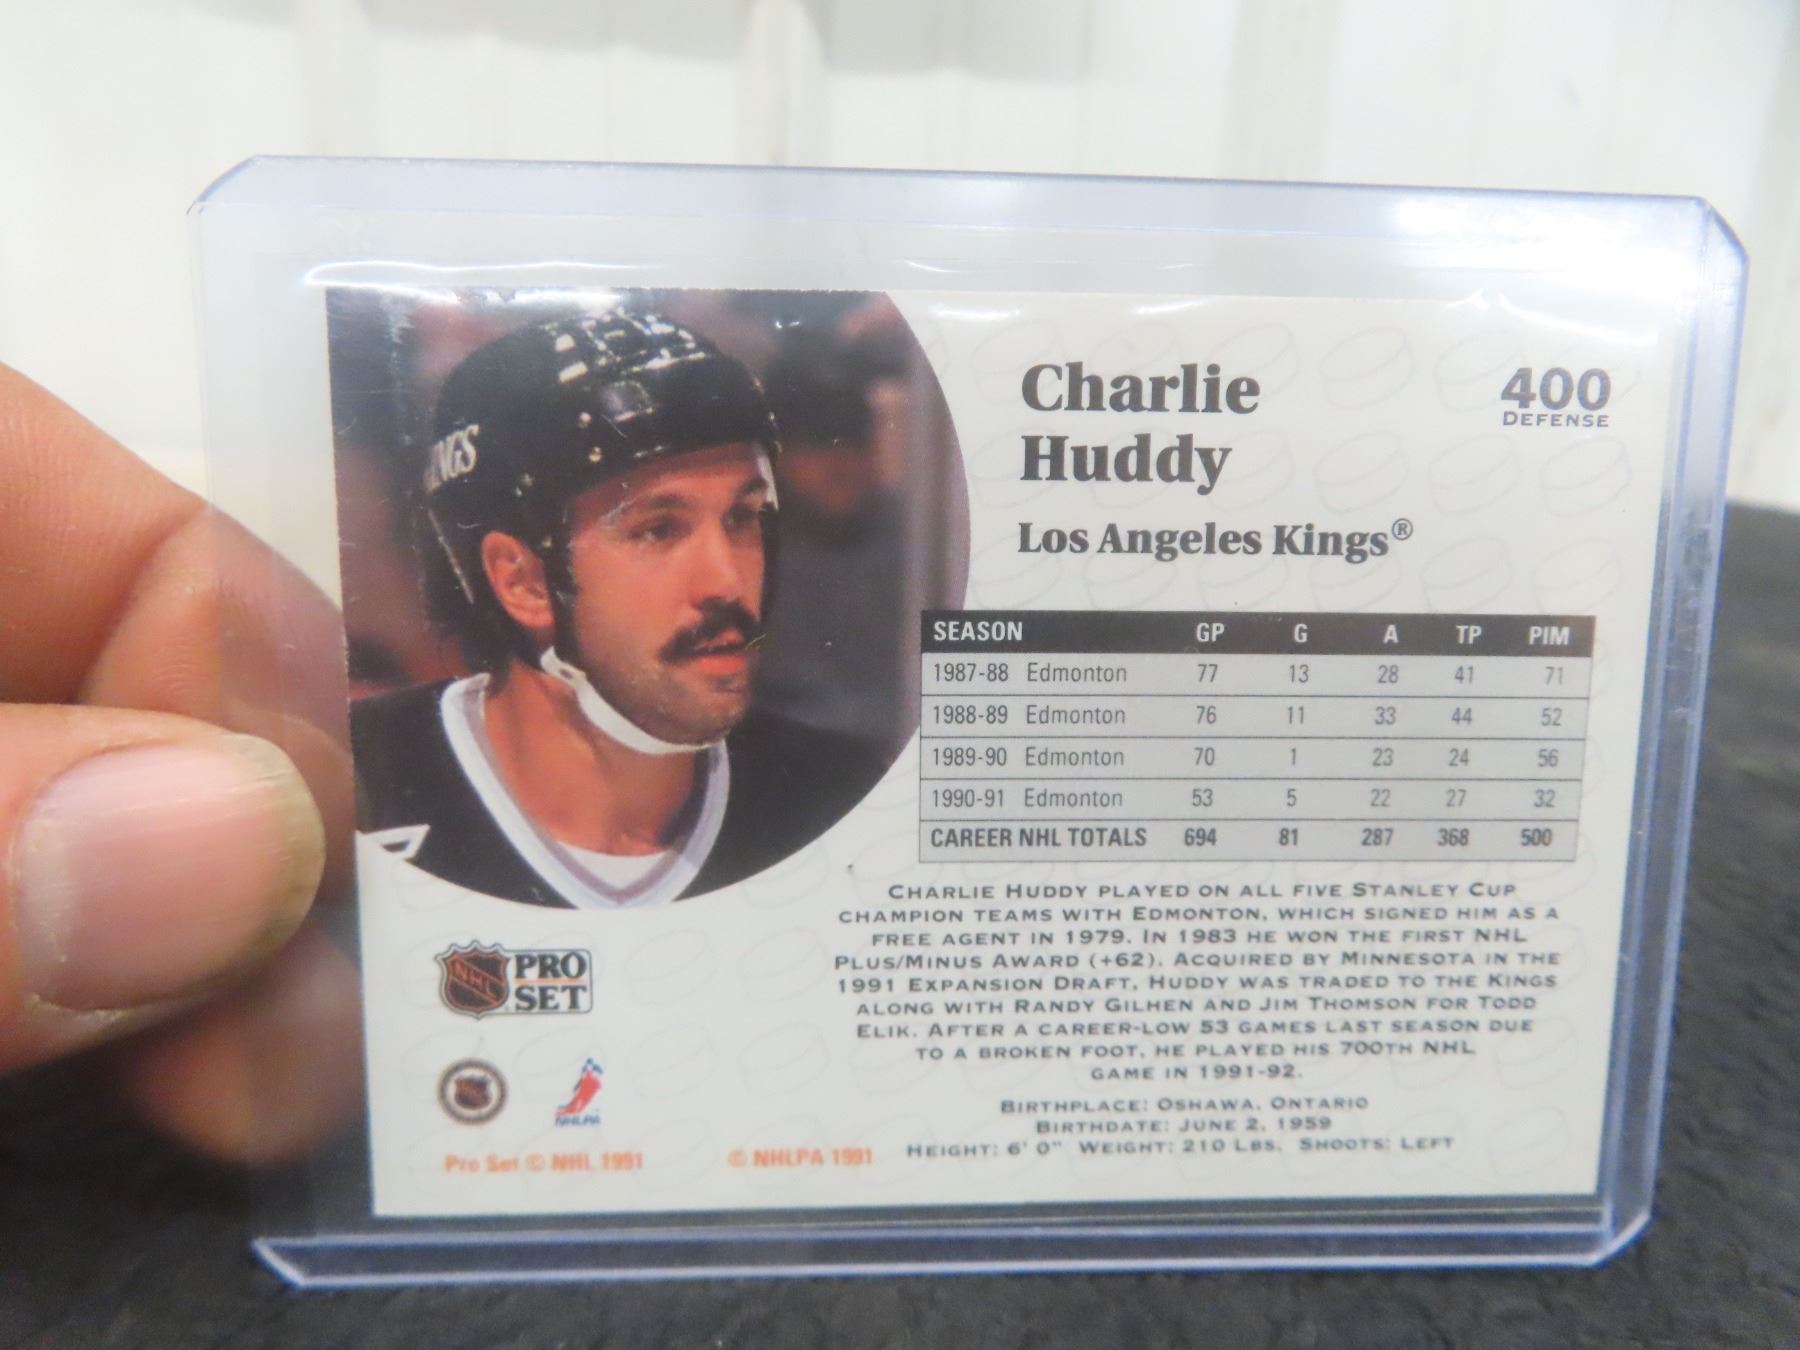 Charlie
Huddy
Los Angeles Kings®
400
DEFENSE
NGS
SEASON GP G A TP PIM
1987-88 Edmonton 77 13 28 41 71
1988-89 Edmonton 76 11 33 44 52
1989-90 Edmonton 70 1 23 24 56
1990-91 Edmonton 53 5 22 27 32
CAREER NHL TOTALS 694 81 287 368 500
CHARLIE HUDDY PLAYED ON ALL FIVE STANLEY CUP
CHAMPION TEAMS WITH EDMONTON, WHICH SIGNED HIM AS A
FREE AGENT IN 1979. IN 1983 HE WON THE FIRST NHL
PLUS/MINUS AWARD (+62). ACQUIRED BY MINNESOTA IN THE
1991 EXPANSION DRAFT, HUDDY WAS TRADED TO THE KINGS
ALONG WITH RANDY GILHEN AND JIM THOMSON FOR TODD
ELIK. AFTER A CAREER-LOW 53 GAMES LAST SEASON DUE
TO A BROKEN FOOT, HE PLAYED HIS 700TH NHL
GAME IN 1991-92.
BIRTHPLACE: OSHAWA, ONTARIO
BIRTHDATE: JUNE 2, 1959
HEIGHT: 6' 0" WEIGHT: 210 LBS. SHOOTS: LEFT
NHL
PRO
SET
NHLPA
Pro Set © NHL 1991
© NHLPA 1991